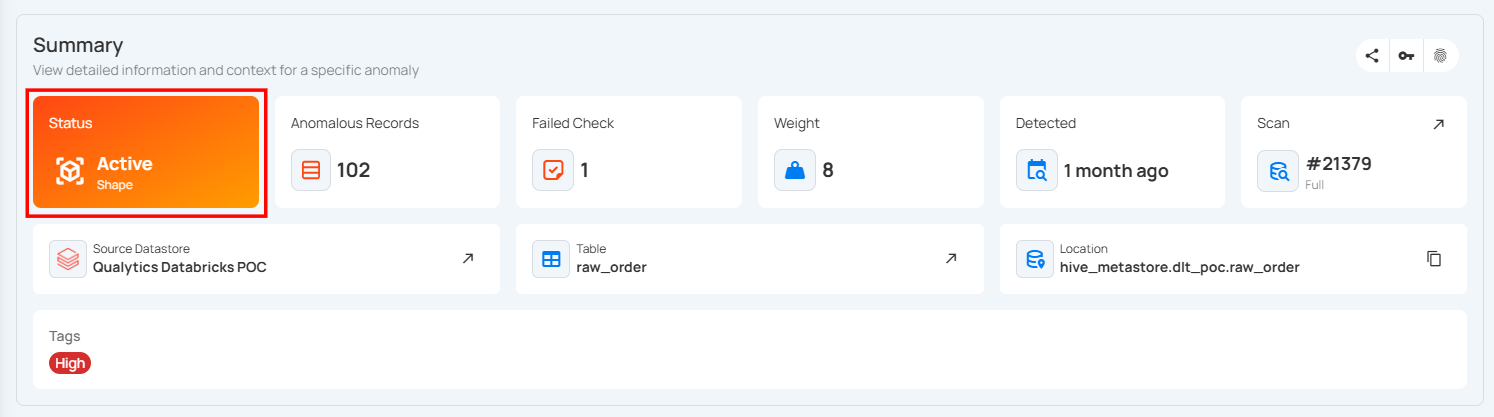 Summary
View detailed information and context for a specific anomaly
Status
Active
Shape
Anomalous Records
102
Failed Check
1
Weight
8
Detected
1 month ago
Scan
#21379
Full
Source Datastore
Qualytics Databricks POC
Table
raw_order
Location
hive_metastore.dlt_poc.raw_order
Tags
High